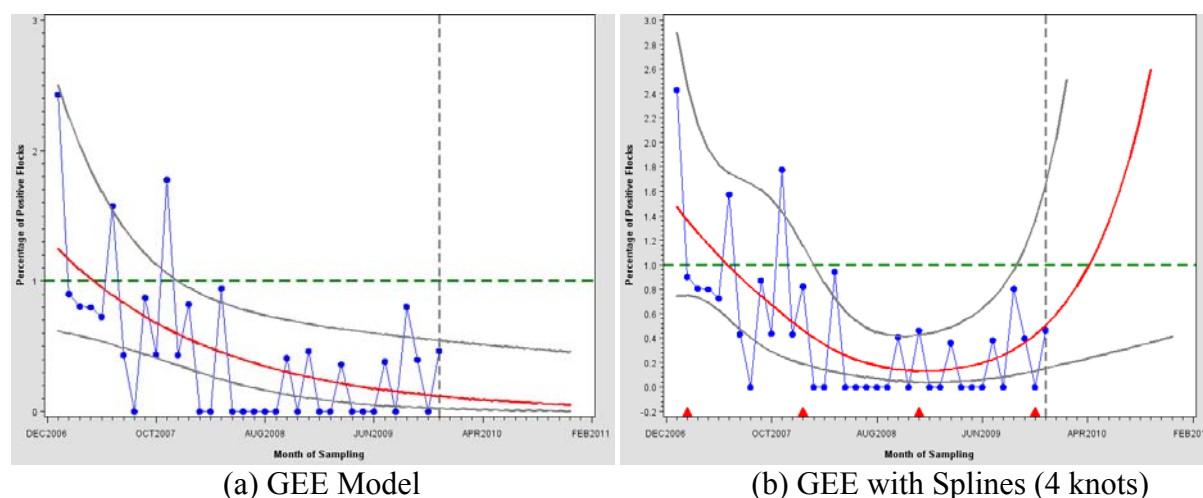 3
2
1
0
Percentage of Positive Flocks
DEC2006 OCT2007 AUG2008 JUN2009 APR2010 FEB2011
Month of Sampling
(a) GEE Model
3.0
2.8
2.6
2.4
2.2
2.0
1.8
1.6
1.4
1.2
1.0
0.8
0.6
0.4
0.2
0.0
-0.2
Percentage of Positive Flocks
DEC2006 OCT2007 AUG2008 JUN2009 APR2010 FEB201
Month of Sampling
(b) GEE with Splines (4 knots)